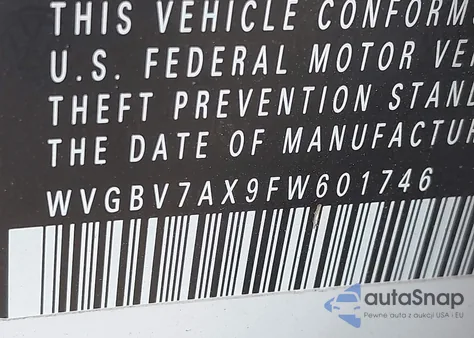 THIS VEHICLE CONFORM
U.S. FEDERAL MOTOR VE
THEFT PREVENTION STAN
THE DATE OF MANUFACTUR
WVGBV7AX9FW601746
autoSnap
Pewne auta z aukcji USA i EU